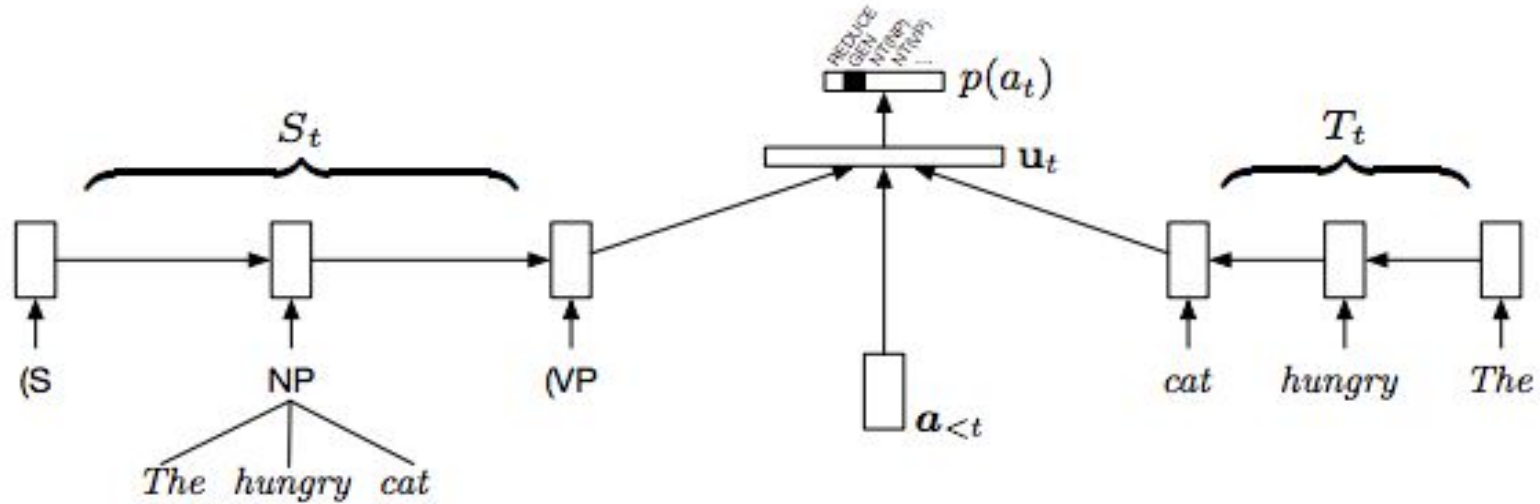 REDUCE
GEN
NT(NP)
NT(VP)
...
p(a_t)
S_t
T_t
u_t
(S
NP
(VP
cat
hungry
The
a_{<t}
The hungry cat